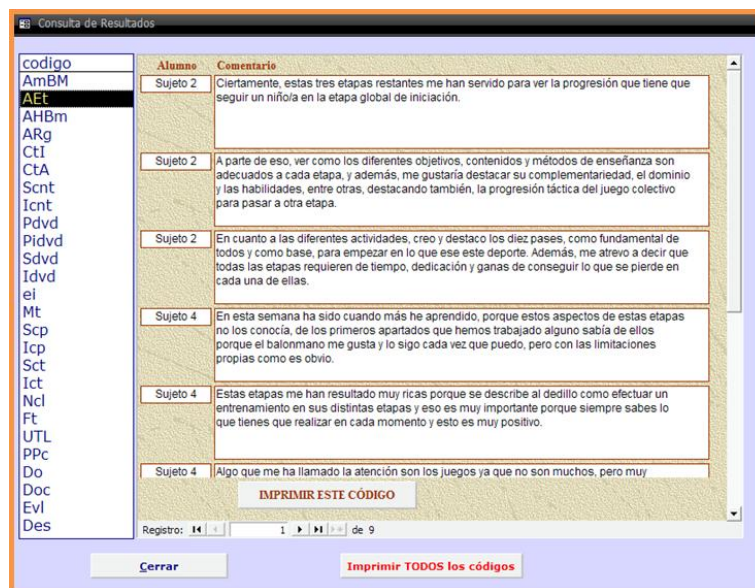 Consulta de Resultados
codigo
AmBM
AEt
AHBm
ARg
CtI
CtA
Scnt
Icnt
Pdvd
Pidvd
Sdvd
Idvd
ei
Mt
Scp
Icp
Sct
Ict
Ncl
Ft
UTL
PPc
Do
Doc
Evl
Des
Alumno Comentario
Sujeto 2
Ciertamente, estas tres etapas restantes me han servido para ver la progresión que tiene que
seguir un niño/a en la etapa global de iniciación.
Sujeto 2
A parte de eso, ver como los diferentes objetivos, contenidos y métodos de enseñanza son
adecuados a cada etapa, y además, me gustaría destacar su complementariedad, el dominio
y las habilidades, entre otras, destacando también, la progresión táctica del juego colectivo
para pasar a otra etapa.
Sujeto 2
En cuanto a las diferentes actividades, creo y destaco los diez pases, como fundamental de
todos y como base, para empezar en lo que ese este deporte. Además, me atrevo a decir que
todas las etapas requieren de tiempo, dedicación y ganas de conseguir lo que se pierde en
cada una de ellas.
Sujeto 4
En esta semana ha sido cuando más he aprendido, porque estos aspectos de estas etapas
no los conocía, de los primeros apartados que hemos trabajado alguno sabía de ellos
porque el balonmano me gusta y lo sigo cada vez que puedo, pero con las limitaciones
propias como es obvio.
Sujeto 4
Estas etapas me han resultado muy ricas porque se describe al dedillo como efectuar un
entrenamiento en sus distintas etapas y eso es muy importante porque siempre sabes lo
que tienes que realizar en cada momento y esto es muy positivo.
Sujeto 4
Algo que me ha llamado la atención son los juegos ya que no son muchos, pero muy
IMPRIMIR ESTE CÓDIGO
Registro: 1 de 9
Cerrar
Imprimir TODOS los códigos